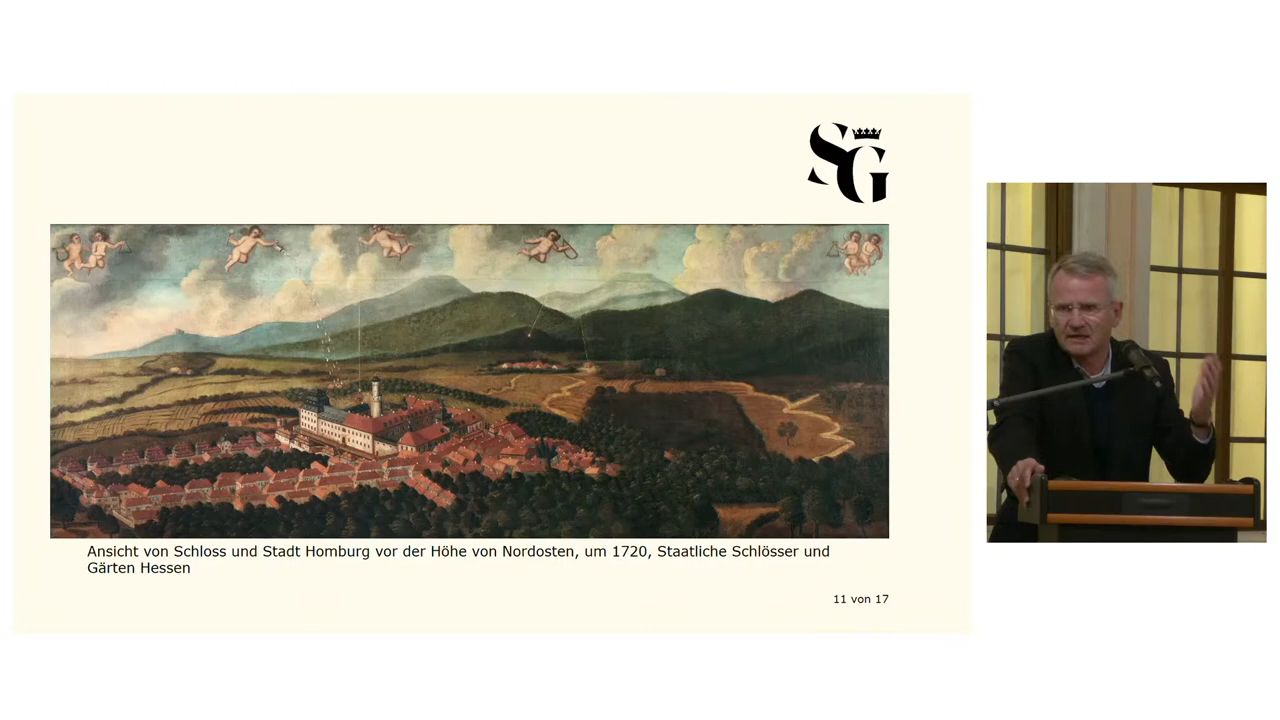 SG
Ansicht von Schloss und Stadt Homburg vor der Höhe von Nordosten, um 1720, Staatliche Schlösser und
Gärten Hessen
11 von 17